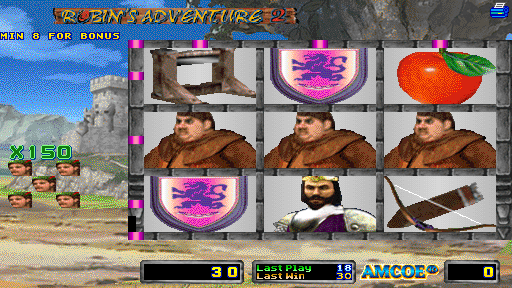 ROBIN'S ADVENTURE 2
MIN 8 FOR BONUS
X150
30
Last Play 18
Last Win 30
AMCOE®
0